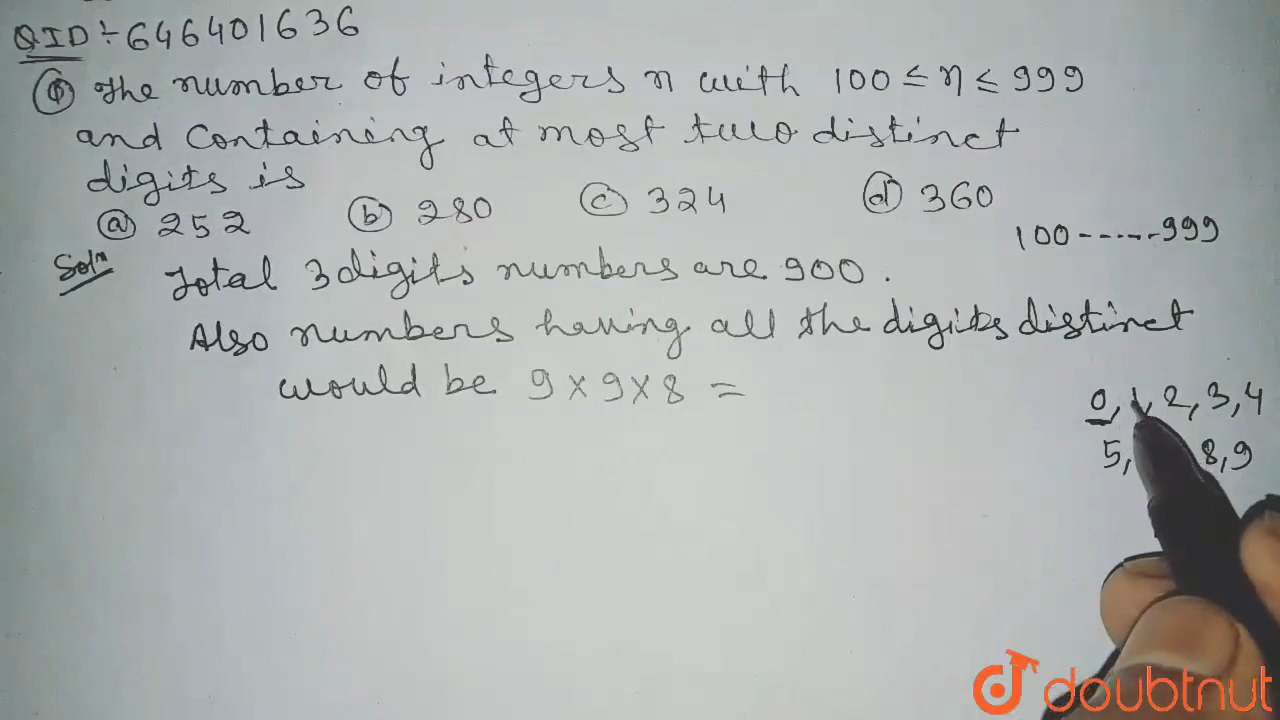 QID:- 646401636
Q The number of integers n with 100 ≤ n ≤ 999
and containing at most two distinct
digits is
(a) 252 (b) 280 (c) 324 (d) 360
100------999
Soln Total 3 digits numbers are 900.
Also numbers having all the digits distinct
would be 9 × 9 × 8 =
0, 1, 2, 3, 4
5, 8, 9
doubtnut